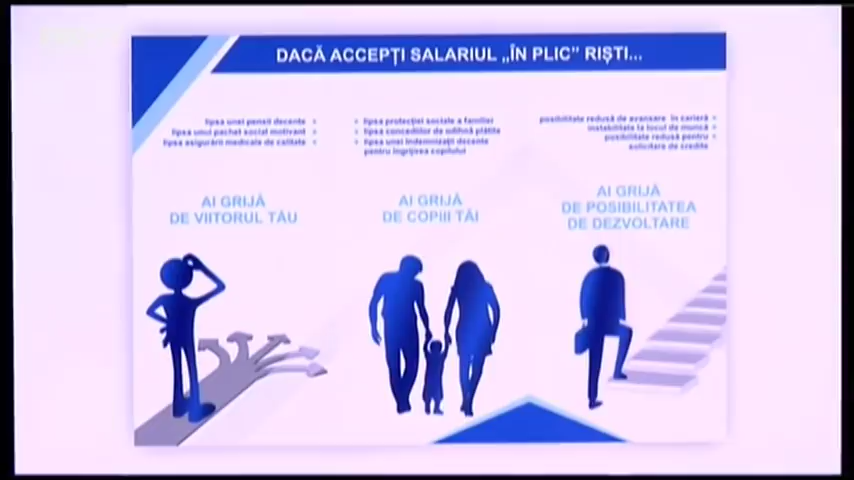 DACĂ ACCEPȚI SALARIUL „ÎN PLIC” RIȘTI...
lipsa unei pensii decente
lipsa unui pachet social motivant
lipsa asigurării medicale de calitate
lipsa protecției sociale a familiei
lipsa concediilor de odihnă plătite
lipsa unei indemnizații decente
pentru îngrijirea copilului
posibilitate redusă de avansare în carieră
instabilitate la locul de muncă
posibilitate redusă pentru
solicitare de credite
AI GRIJĂ
DE VIITORUL TĂU
AI GRIJĂ
DE COPIII TĂI
AI GRIJĂ
DE POSIBILITATEA
DE DEZVOLTARE